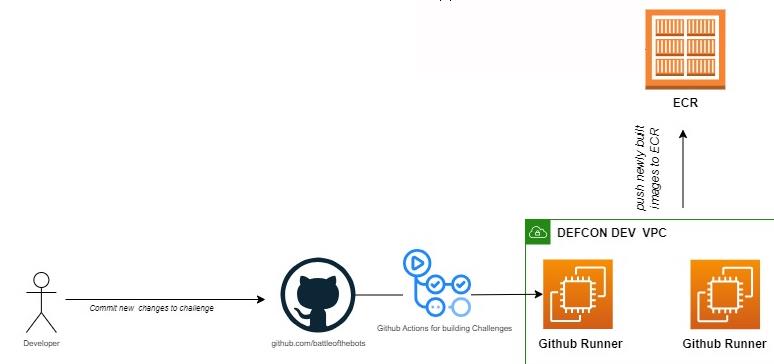 ECR
push newly built
images to ECR
DEFCON DEV VPC
Commit new changes to challenge
Developer
github.com/battleofthebots
Github Actions for building Challenges
Github Runner
Github Runner